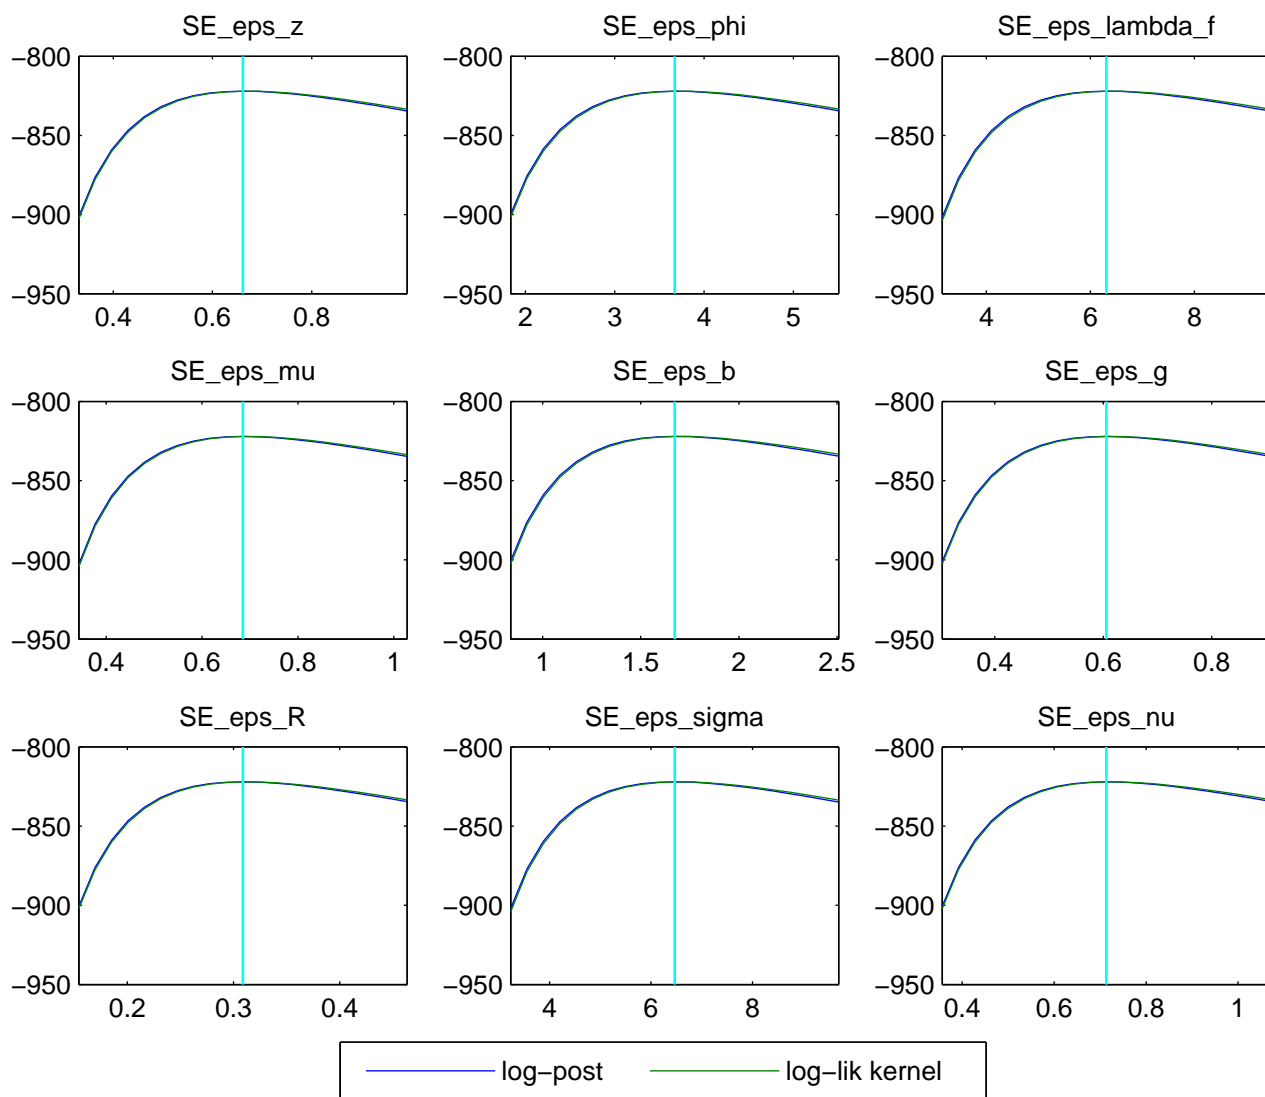 SE_eps_z SE_eps_phi SE_eps_lambda_f
−800 −800 −800
−850 −850 −850
−900 −900 −900
−950 −950 −950
0.4 0.6 0.8 2 3 4 5 4 6 8
SE_eps_mu SE_eps_b SE_eps_g
−800 −800 −800
−850 −850 −850
−900 −900 −900
−950 −950 −950
0.4 0.6 0.8 1 1 1.5 2 2.5 0.4 0.6 0.8
SE_eps_R SE_eps_sigma SE_eps_nu
−800 −800 −800
−850 −850 −850
−900 −900 −900
−950 −950 −950
0.2 0.3 0.4 4 6 8 0.4 0.6 0.8 1
log−post log−lik kernel